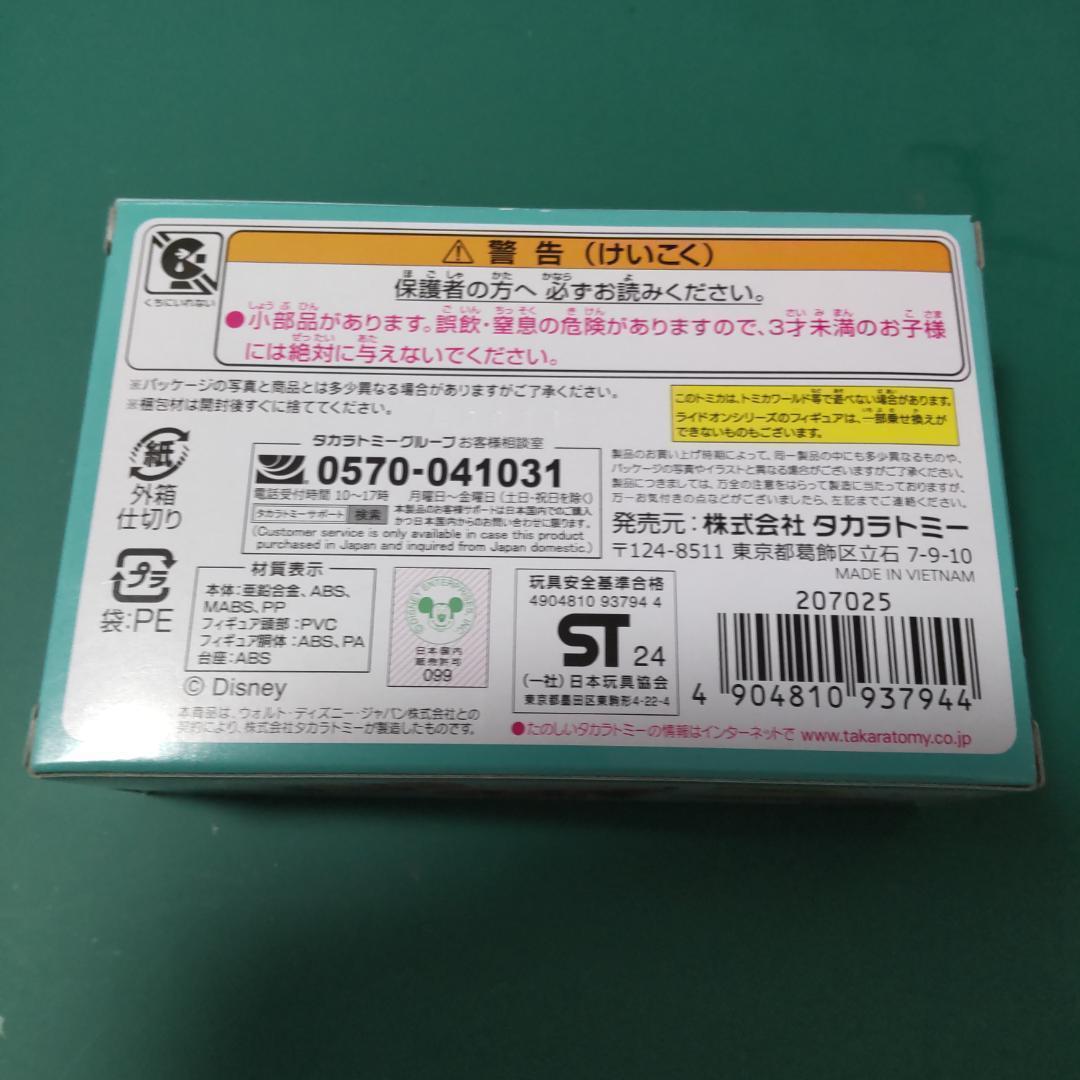 ⚠ 警告(けいこく)
くちにいれない
保護者の方へ 必ずお読みください。
●小部品があります。誤飲・窒息の危険がありますので、3才未満のお子様
には絶対に与えないでください。
※パッケージの写真と商品とは多少異なる場合がありますがご了承ください。
※梱包材は開封後すぐに捨ててください。
このトミカは、トミカワールド等で遊べない場合があります。
ライドオンシリーズのフィギュアは、一部乗せ換えが
できないものもございます。
紙
外箱
仕切り
プラ
袋:PE
タカラトミーグループ お客様相談室
0570-041031
電話受付時間 10〜17時 月曜日〜金曜日(土日・祝日を除く)
タカラトミーサポート 検索
本製品のお客様サポートは日本国内でのご購入
かつ日本国内からのお問い合わせに限ります。
(Customer service is only available in case this product
purchased in Japan and inquired from Japan domestic.)
製品のお買い上げ時期によって、同一製品の中にも多少異なるものや、
パッケージの写真やイラストと異なる場合がございますがご了承ください。
製品につきましては、万全の注意をはらって製造に当たっておりますが、
万一お気付きの点などがございましたら、左記までご連絡ください。
発売元:株式会社 タカラトミー
〒124-8511 東京都葛飾区立石 7-9-10
MADE IN VIETNAM
材質表示
本体:亜鉛合金、ABS、
MABS、PP
フィギュア頭部:PVC
フィギュア胴体:ABS、PA
台座:ABS
© Disney
本商品は、ウォルト・ディズニー・ジャパン株式会社との
契約により、株式会社タカラトミーが製造したものです。
©DISNEY ENTERPRISES, INC.
日本国内
販売許可
099
玩具安全基準合格
4904810 93794 4
ST 24
(一社)日本玩具協会
東京都墨田区東駒形4-22-4
207025
4 904810 937944
●たのしいタカラトミーの情報はインターネットで www.takaratomy.co.jp